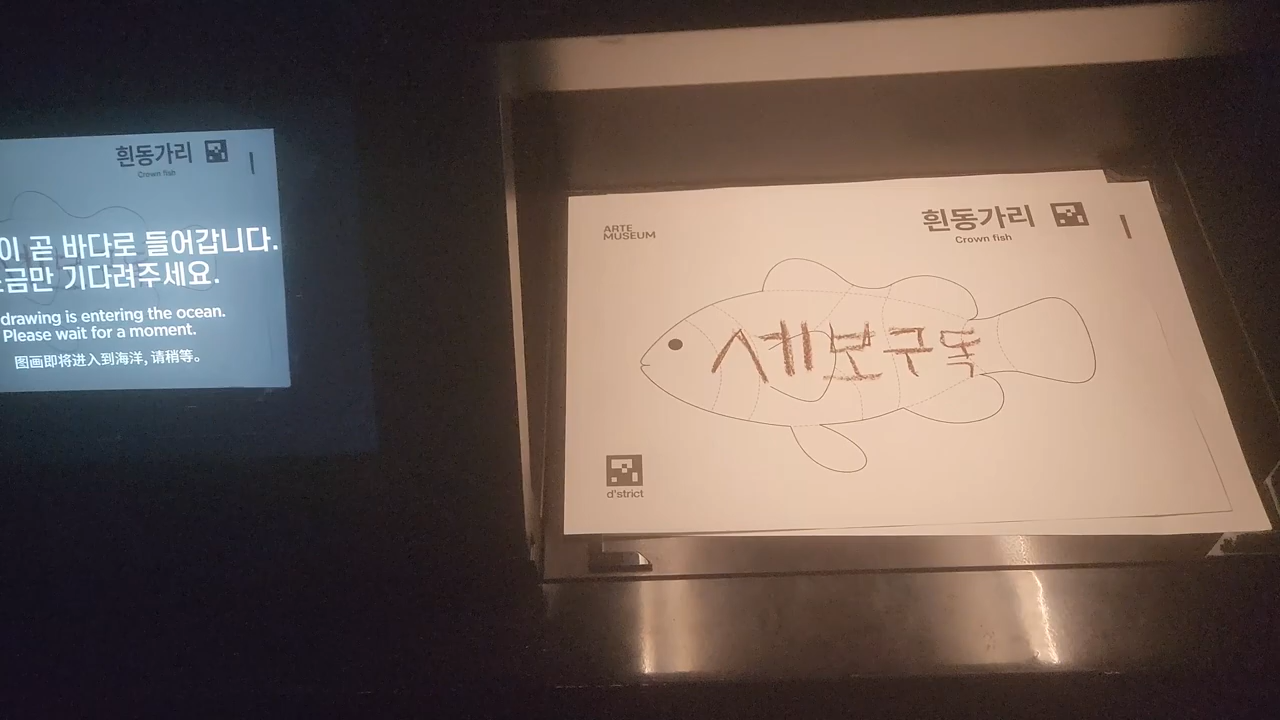 흰동가리
Crown fish
이 곧 바다로 들어갑니다.
조금만 기다려주세요.
drawing is entering the ocean.
Please wait for a moment.
图画即将进入到海洋, 请稍等。
ARTE
MUSEUM
흰동가리
Crown fish
세보구독
d'strict